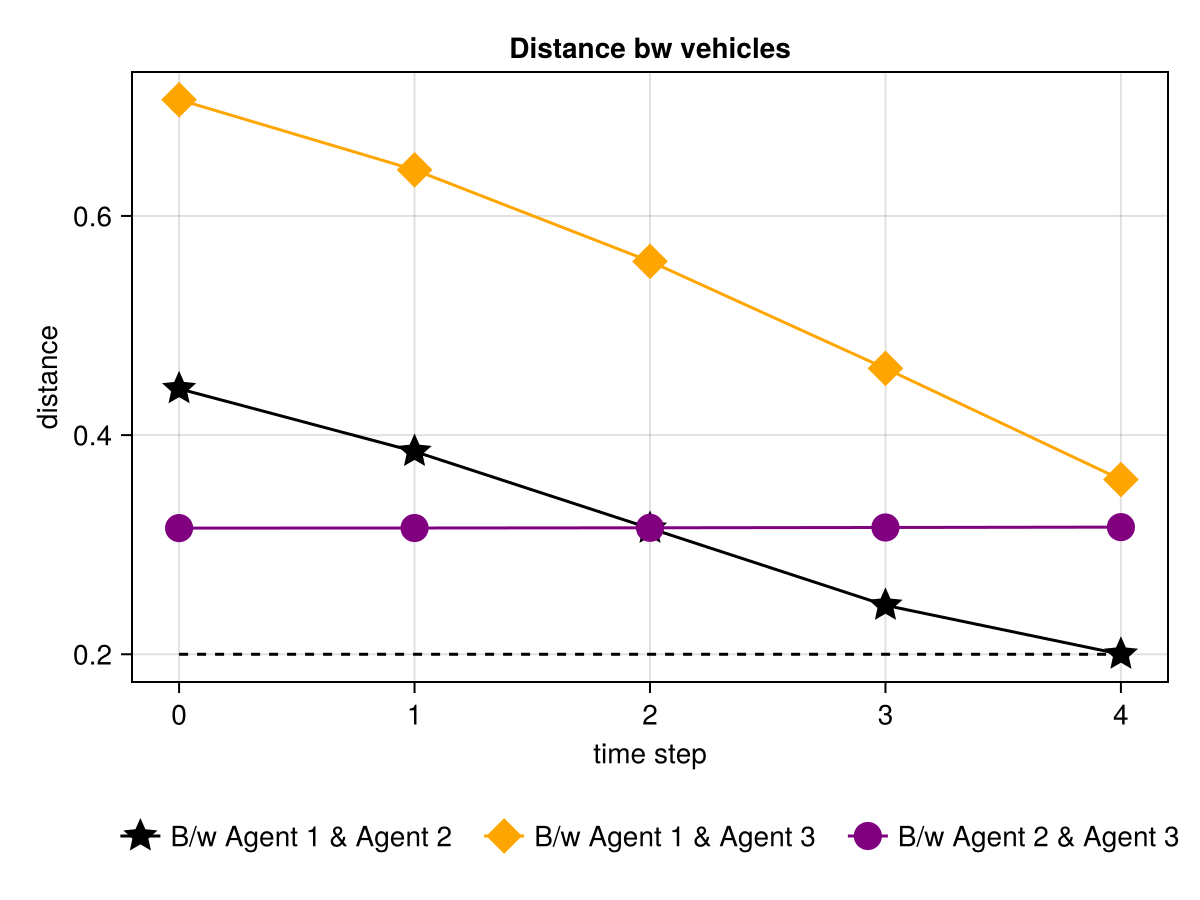 Distance bw vehicles
distance
0.6
0.4
0.2
0 1 2 3 4
time step
B/w Agent 1 & Agent 2 B/w Agent 1 & Agent 3 B/w Agent 2 & Agent 3